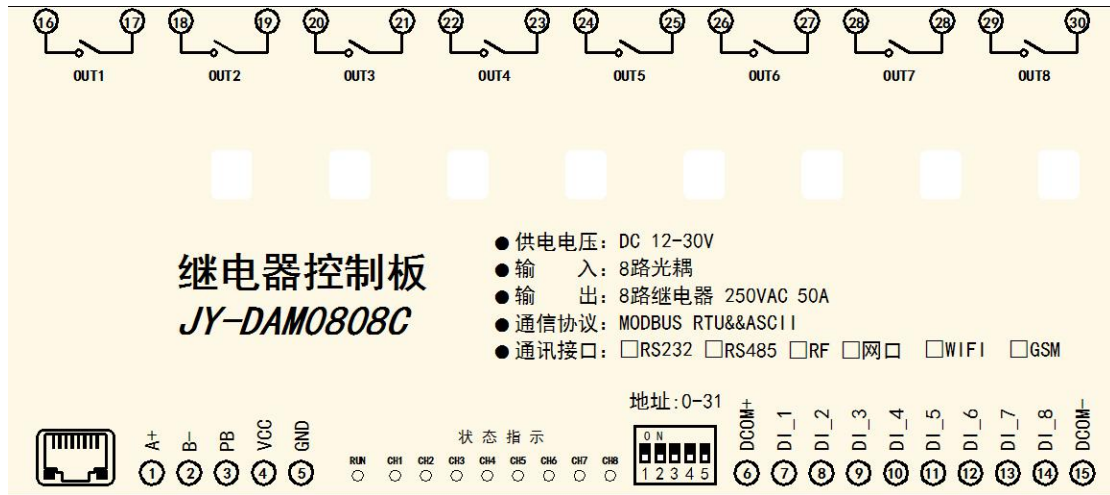 16 17 18 19 20 21 22 23 24 25 26 27 28 28 29 30
OUT1 OUT2 OUT3 OUT4 OUT5 OUT6 OUT7 OUT8
继电器控制板
JY-DAM0808C
●供电电压: DC 12-30V
●输 入: 8路光耦
●输 出: 8路继电器 250VAC 50A
●通信协议: MODBUS RTU&&ASCII
●通讯接口: □RS232 □RS485 □RF □网口 □WIFI □GSM
A+ B- PB VCC GND
1 2 3 4 5
状态指示
RUN CH1 CH2 CH3 CH4 CH5 CH6 CH7 CH8
地址:0-31
ON
1 2 3 4 5
DCOM+ DI_1 DI_2 DI_3 DI_4 DI_5 DI_6 DI_7 DI_8 DCOM-
6 7 8 9 10 11 12 13 14 15